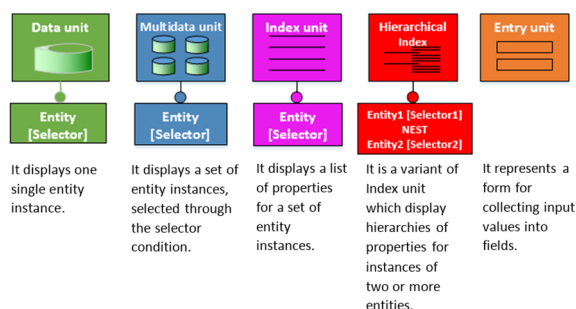 Data unit
Entity
[Selector]
It displays one
single entity
instance.
Multidata unit
Entity
[Selector]
It displays a set of
entity instances,
selected through
the selector
condition.
Index unit
Entity
[Selector]
It displays a list
of properties
for a set of
entity
instances.
Hierarchical
Index
Entity1 [Selector1]
NEST
Entity2 [Selector2]
It is a variant of
Index unit
which display
hierarchies of
properties for
instances of
two or more
entities.
Entry unit
It represents a
form for
collecting input
values into
fields.